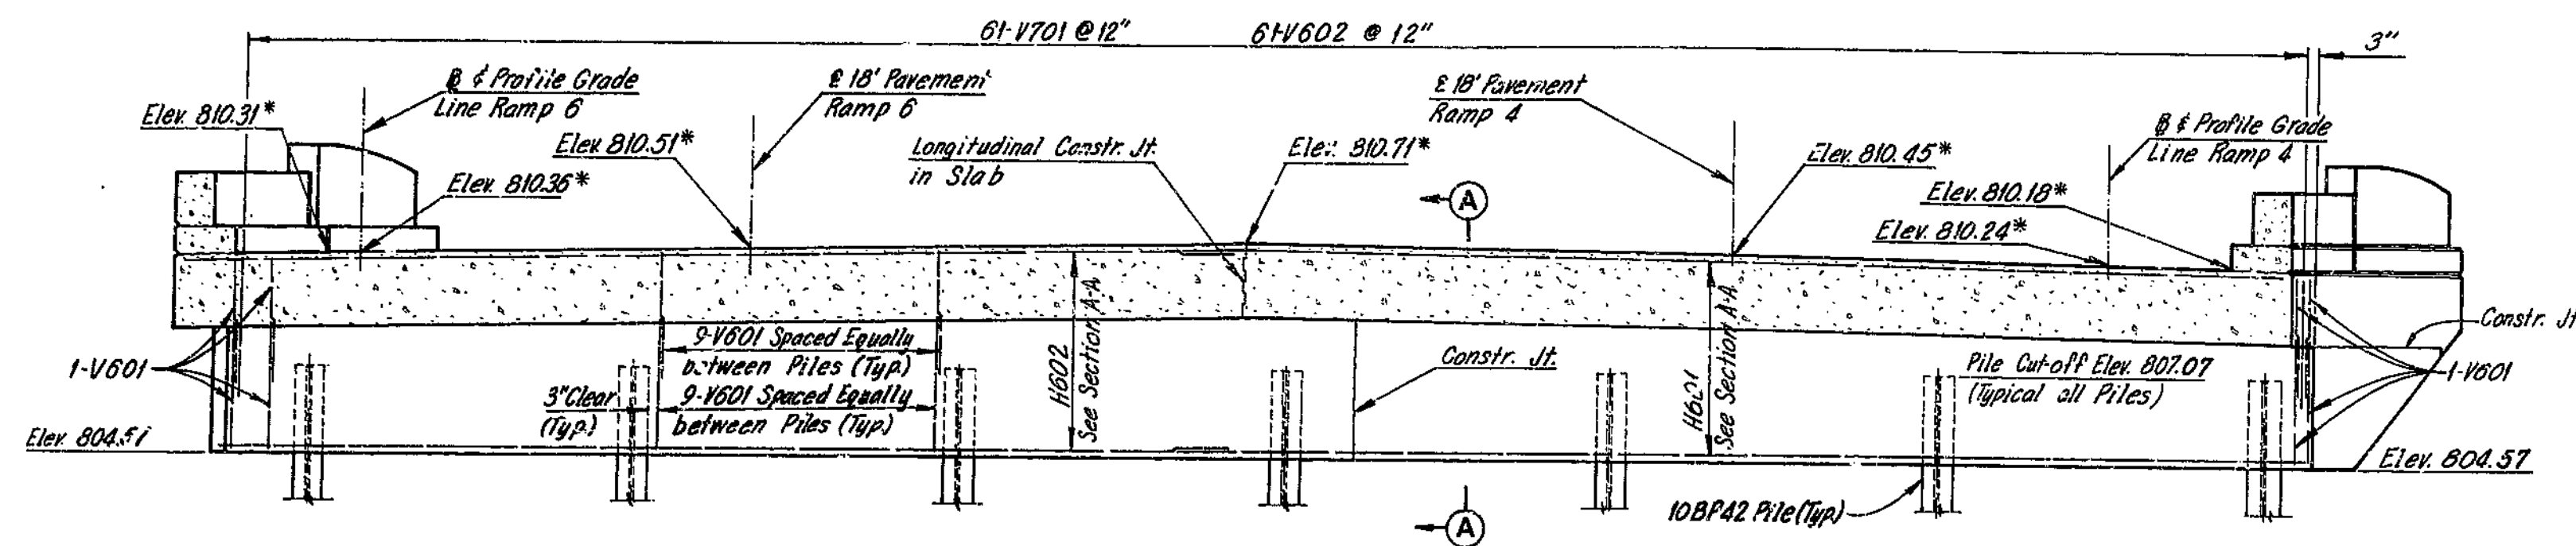 61-V701 @ 12" 61-V602 @ 12"
3"
℄ Profile Grade
Line Ramp 6
℄ 18' Pavement
Ramp 6
℄ 18' Pavement
Ramp 4
Elev. 810.31*
Elev. 810.51*
Longitudinal Constr. Jt.
in Slab
Elev. 810.71*
Elev. 810.45*
₵ Profile Grade
Line Ramp 4
Elev. 810.36*
A
Elev. 810.18*
Elev. 810.24*
1-V601
9-V601 Spaced Equally
between Piles (Typ.)
3" Clear
(Typ.)
9-V601 Spaced Equally
between Piles (Typ.)
H602
See Section A-A
Constr. Jt.
H601
See Section A-A
Pile Cut-off Elev. 807.07
(Typical all Piles)
Constr. Jt.
1-V601
Elev. 804.57
Elev. 804.57
10BP42 Pile (Typ.)
A